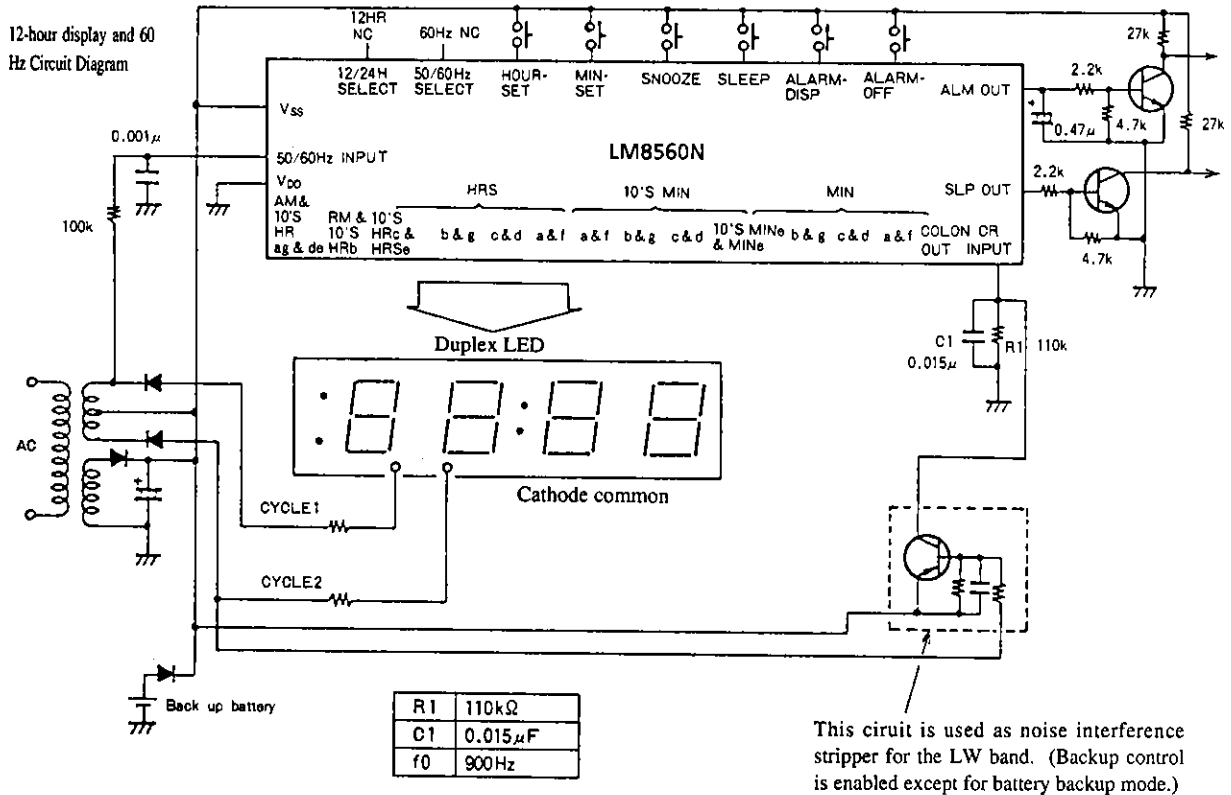 12-hour display and 60
Hz Circuit Diagram
12HR
NC
60Hz NC
12/24H
SELECT
50/60Hz
SELECT
HOUR-
SET
MIN-
SET
SNOOZE
SLEEP
ALARM-
DISP
ALARM-
OFF
27k
2.2k
ALM OUT
+
0.47μ
4.7k
27k
VSS
0.001μ
50/60Hz INPUT
LM8560N
VDD
100k
2.2k
SLP OUT
4.7k
HRS
10'S MIN
MIN
AM&
10'S
HR
ag & de
RM &
10'S
HRb
10'S
HRc &
HRSe
b & g
c & d
a & f
a & f
b & g
c & d
10'S MINe
& MINe
b & g
c & d
a & f
COLON
OUT
CR
INPUT
Duplex LED
C1
0.015μ
R1
110k
AC
+
Cathode common
CYCLE1
CYCLE2
Back up battery
R1 110kΩ
C1 0.015μF
f0 900Hz
This ciruit is used as noise interference
stripper for the LW band. (Backup control
is enabled except for battery backup mode.)